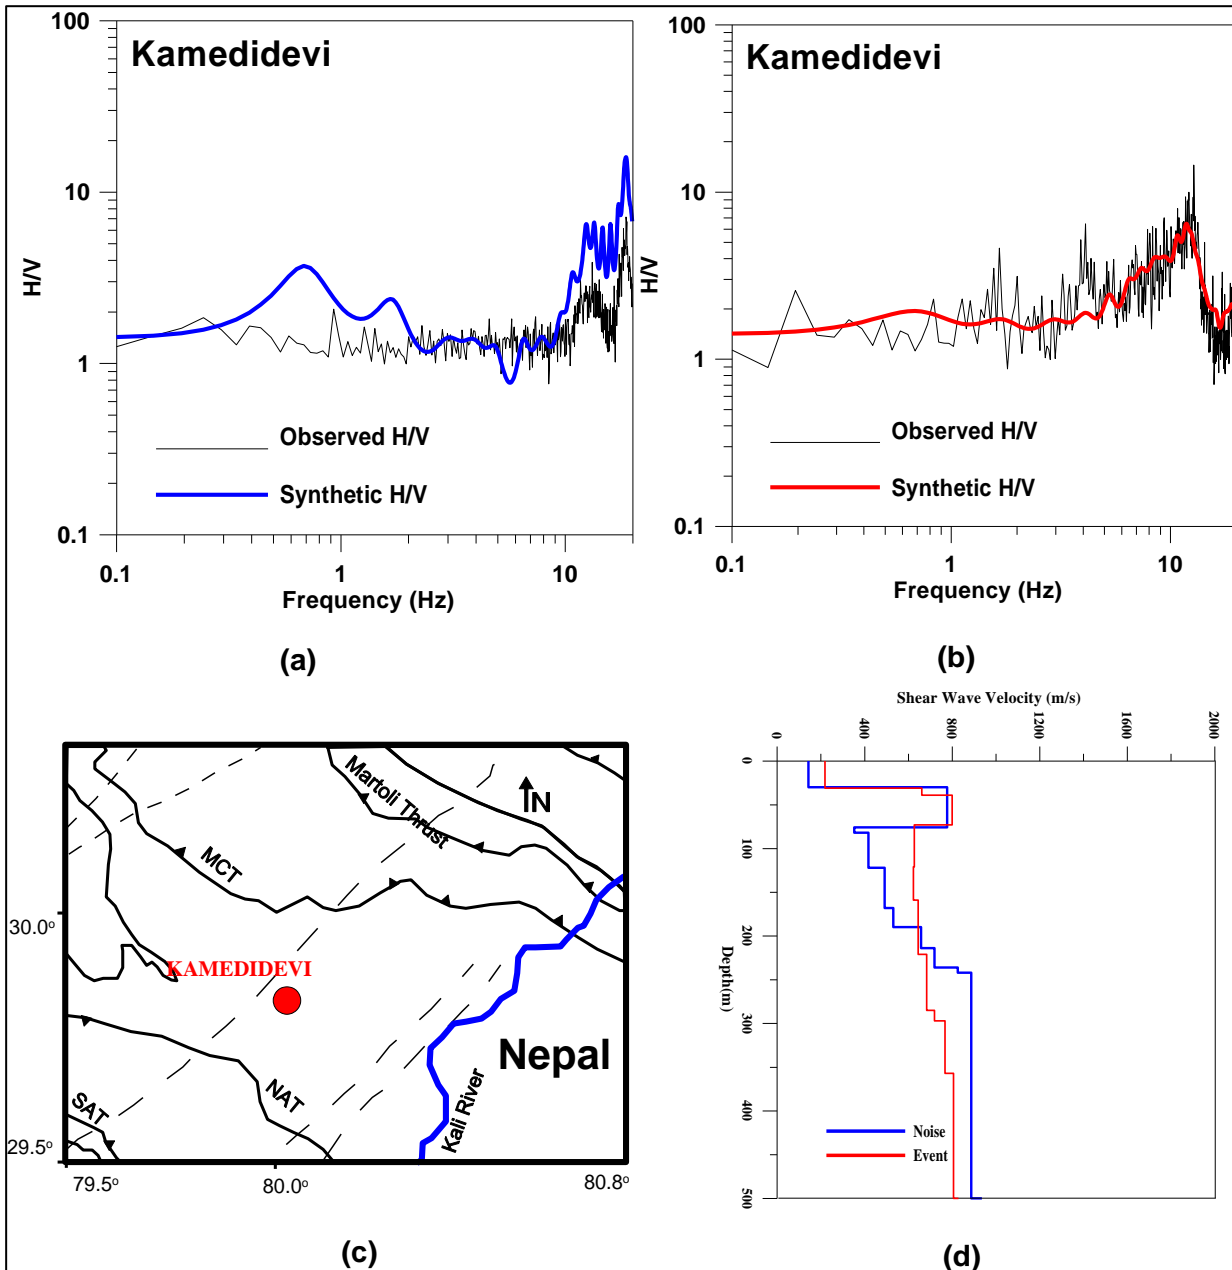 Kamedidevi
100
10
1
0.1
H/V
Observed H/V
Synthetic H/V
0.1
1
10
Frequency (Hz)
(a)
Kamedidevi
100
10
1
0.1
H/V
Observed H/V
Synthetic H/V
0.1
1
10
Frequency (Hz)
(b)
Martoli Thrust
N
MCT
30.0°
KAMEDIDEVI
Nepal
NAT
SAT
Kali River
29.5°
79.5°
80.0°
80.8°
(c)
Shear Wave Velocity (m/s)
0
400
800
1200
1600
2000
0
100
200
300
400
500
Depth(m)
Noise
Event
(d)